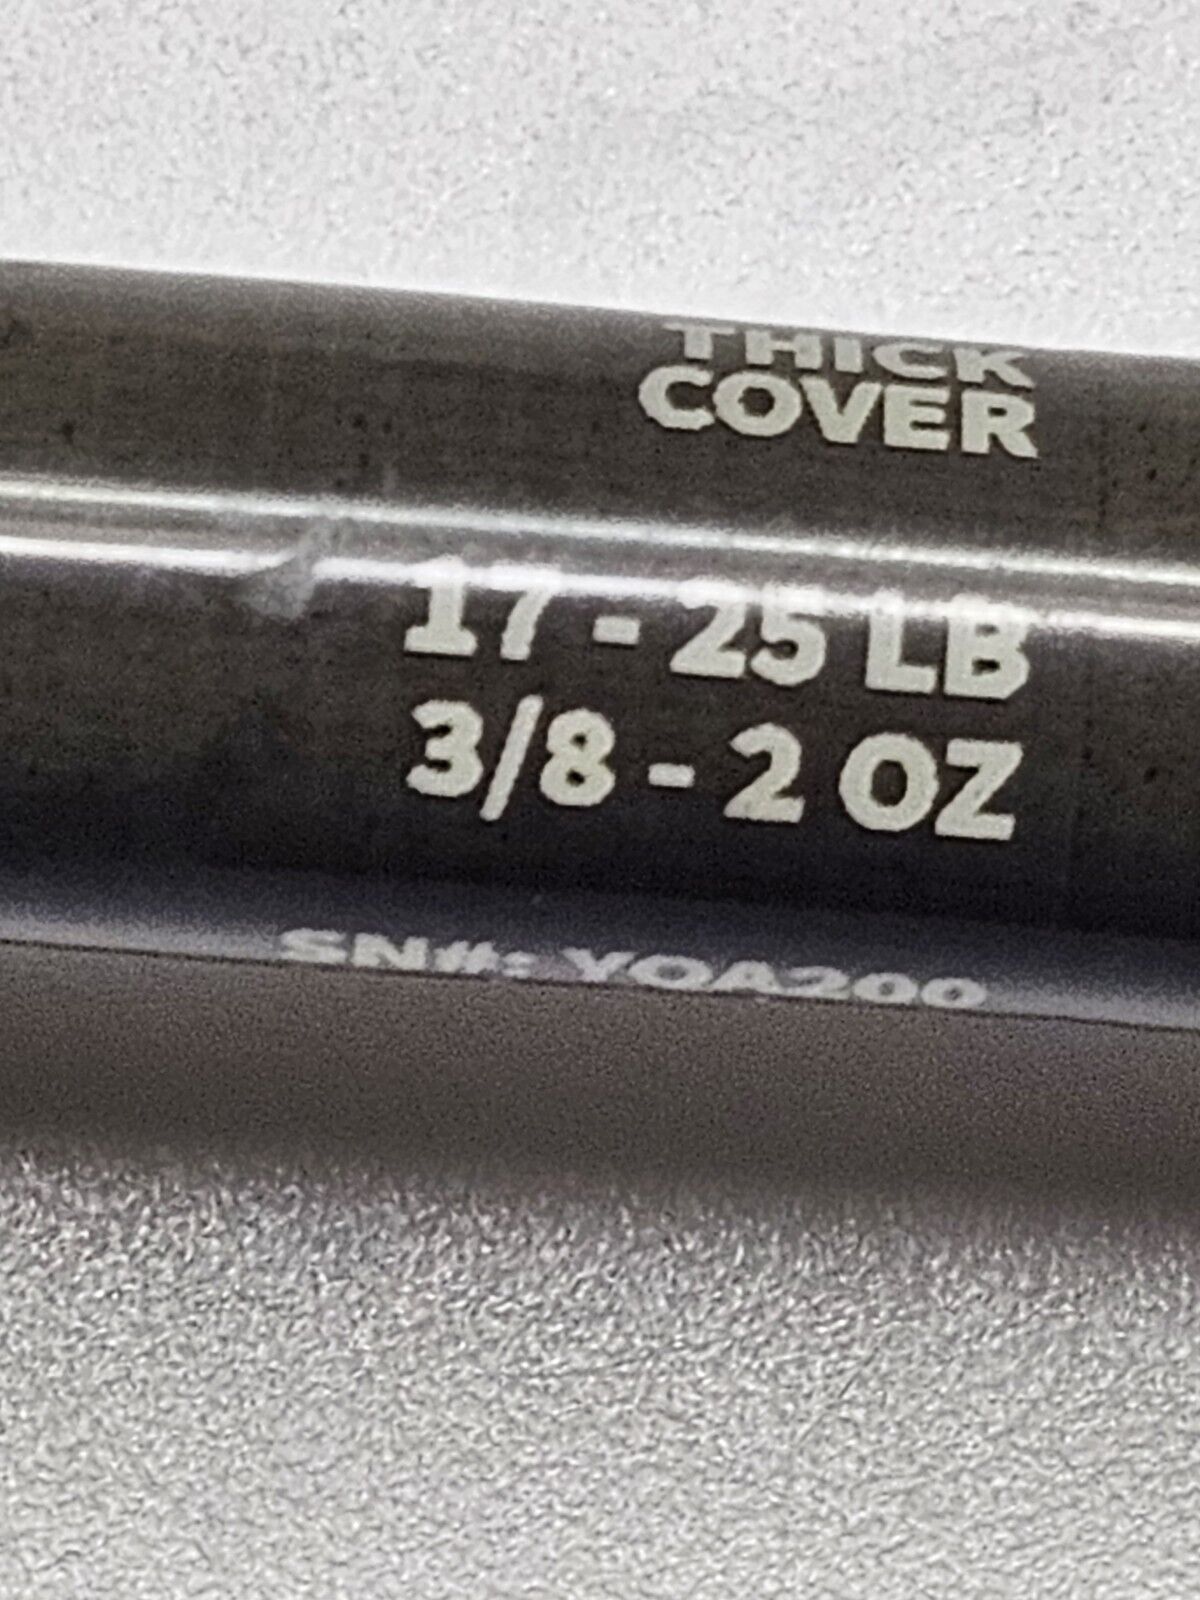 THICK
COVER
17 - 25 LB
3/8 - 2 OZ
SN#: YOA200